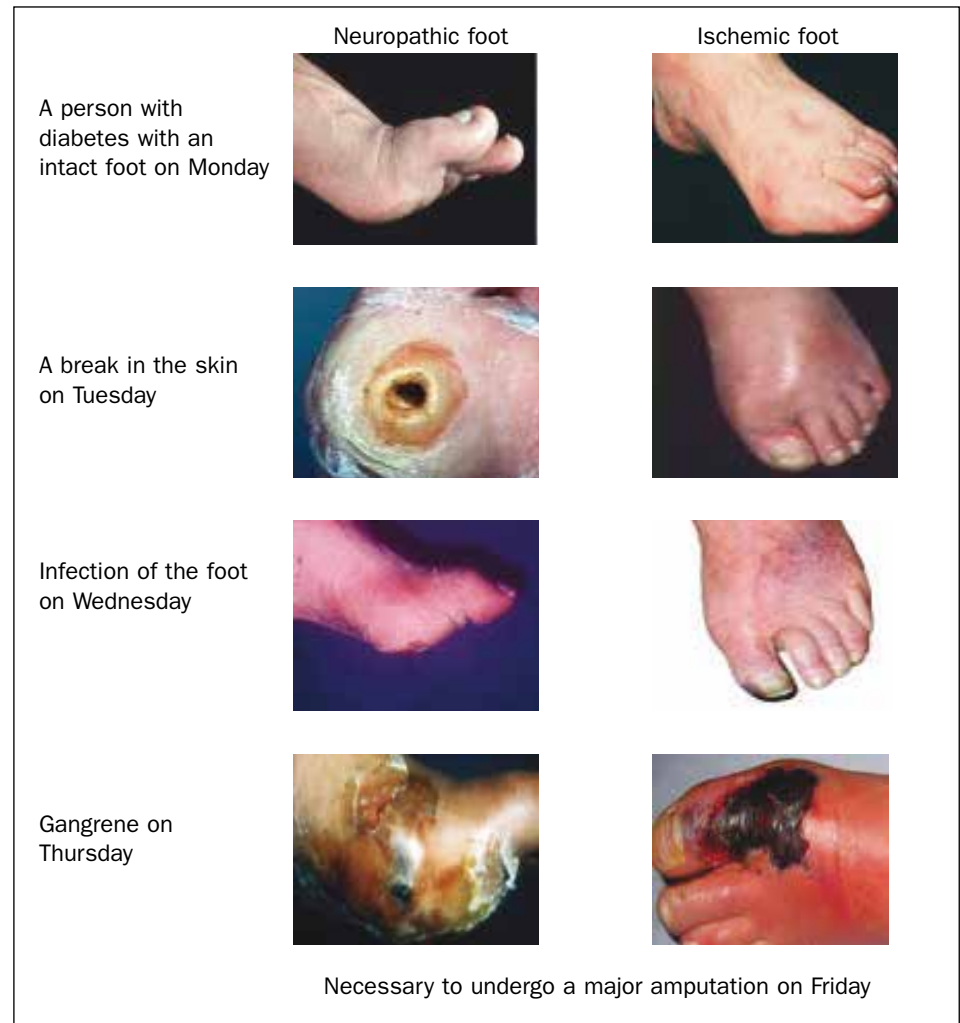 Neuropathic foot
Ischemic foot
A person with
diabetes with an
intact foot on Monday
A break in the skin
on Tuesday
Infection of the foot
on Wednesday
Gangrene on
Thursday
Necessary to undergo a major amputation on Friday